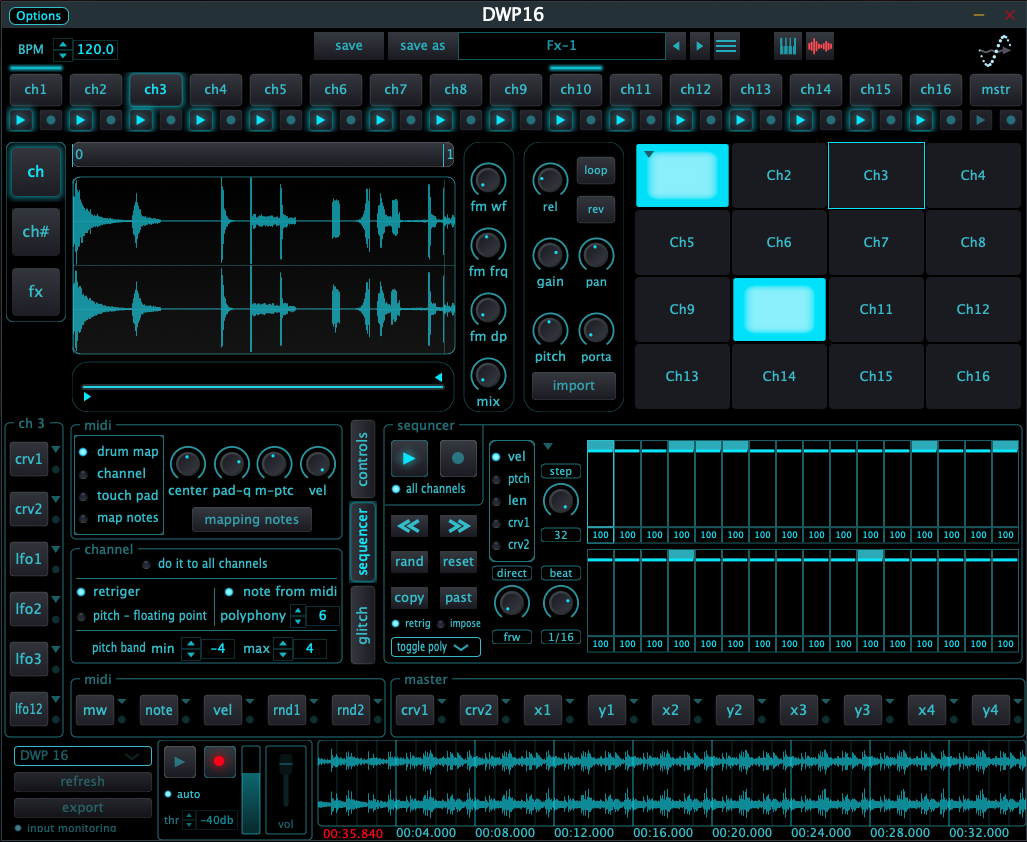 Options DWP16
BPM 120.0 save save as Fx-1
ch1 ch2 ch3 ch4 ch5 ch6 ch7 ch8 ch9 ch10 ch11 ch12 ch13 ch14 ch15 ch16 mstr
0 1
ch
ch#
fx
fm wf
fm frq
fm dp
mix
rel loop
rev
gain pan
pitch porta
import
Ch2 Ch3 Ch4
Ch5 Ch6 Ch7 Ch8
Ch9 Ch11 Ch12
Ch13 Ch14 Ch15 Ch16
ch 3
crv1
crv2
lfo1
lfo2
lfo3
lfo12
midi
drum map
channel
touch pad
map notes
center pad-q m-ptc vel
mapping notes
channel
do it to all channels
retriger note from midi
pitch - floating point polyphony 6
pitch band min -4 max 4
controls
sequencer
glitch
sequncer
all channels
rand reset
copy past
retrig impose
toggle poly
vel
ptch
len
crv1
crv2
step
32
direct beat
frw 1/16
100 100 100 100 100 100 100 100 100 100 100 100 100 100 100 100
100 100 100 100 100 100 100 100 100 100 100 100 100 100 100 100
midi
mw note vel rnd1 rnd2
master
crv1 crv2 x1 y1 x2 y2 x3 y3 x4 y4
DWP 16
refresh
export
input monitoring
auto
thr -40db
vol
00:35.840 00:04.000 00:08.000 00:12.000 00:16.000 00:20.000 00:24.000 00:28.000 00:32.000